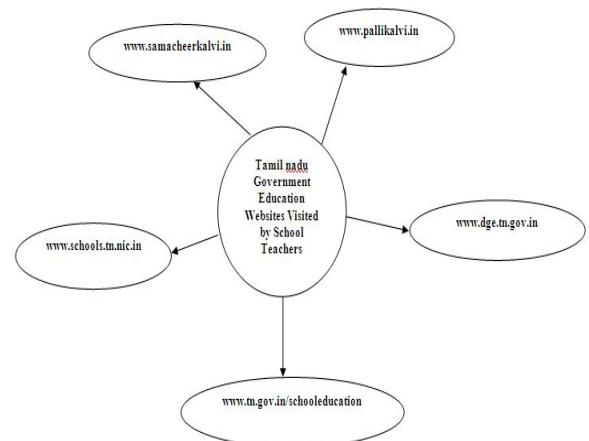 www.samacheerkalvi.in
www.pallikalvi.in
Tamil nadu
Government
Education
Websites Visited
by School
Teachers
www.dge.tn.gov.in
www.schools.tn.nic.in
www.tn.gov.in/schooleducation